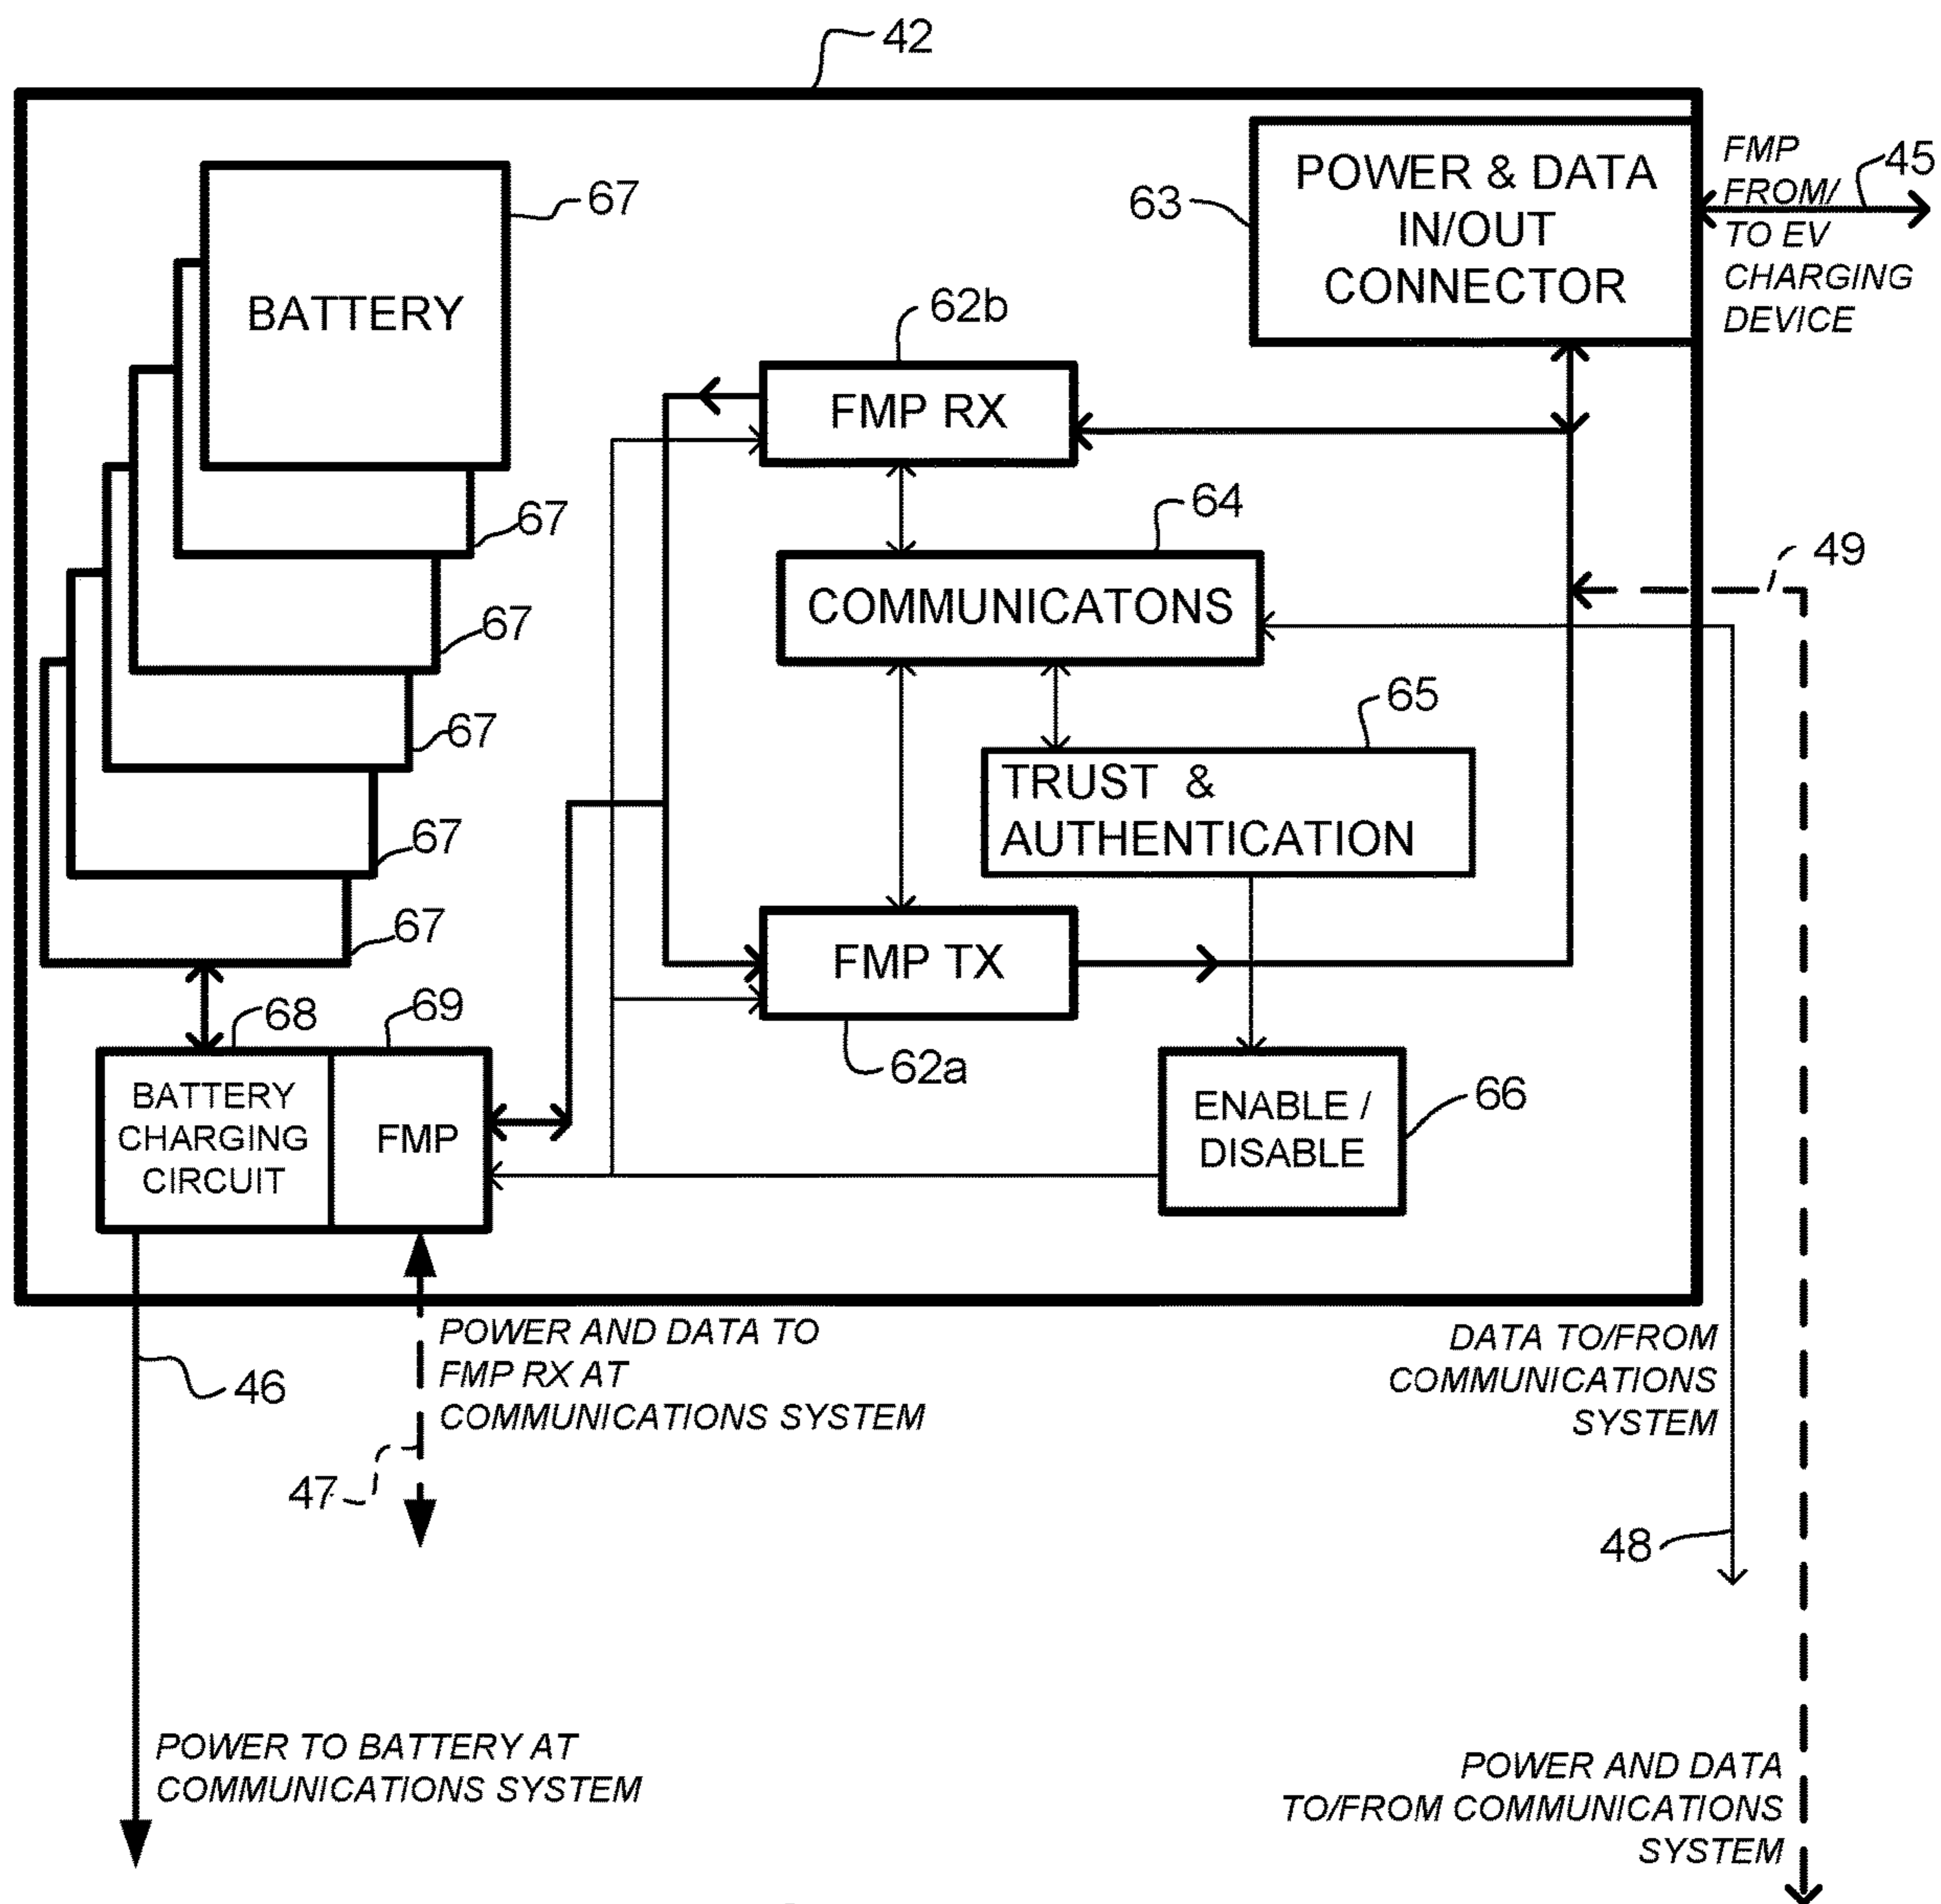 42
POWER & DATA
IN/OUT
CONNECTOR
63
FMP
FROM/
TO EV
CHARGING
DEVICE
45
BATTERY
67
67
67
67
67
67
62b
FMP RX
64
COMMUNICATONS
49
65
TRUST &
AUTHENTICATION
FMP TX
62a
68
69
BATTERY
CHARGING
CIRCUIT
FMP
ENABLE /
DISABLE
66
POWER AND DATA TO
FMP RX AT
COMMUNICATIONS SYSTEM
46
47
DATA TO/FROM
COMMUNICATIONS
SYSTEM
48
POWER TO BATTERY AT
COMMUNICATIONS SYSTEM
POWER AND DATA
TO/FROM COMMUNICATIONS
SYSTEM